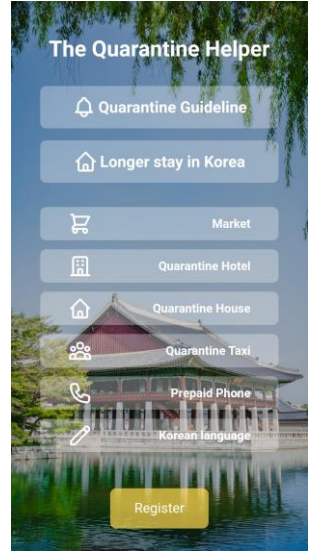 The Quarantine Helper
Quarantine Guideline
Longer stay in Korea
Market
Quarantine Hotel
Quarantine House
Quarantine Taxi
Prepaid Phone
Korean language
Register